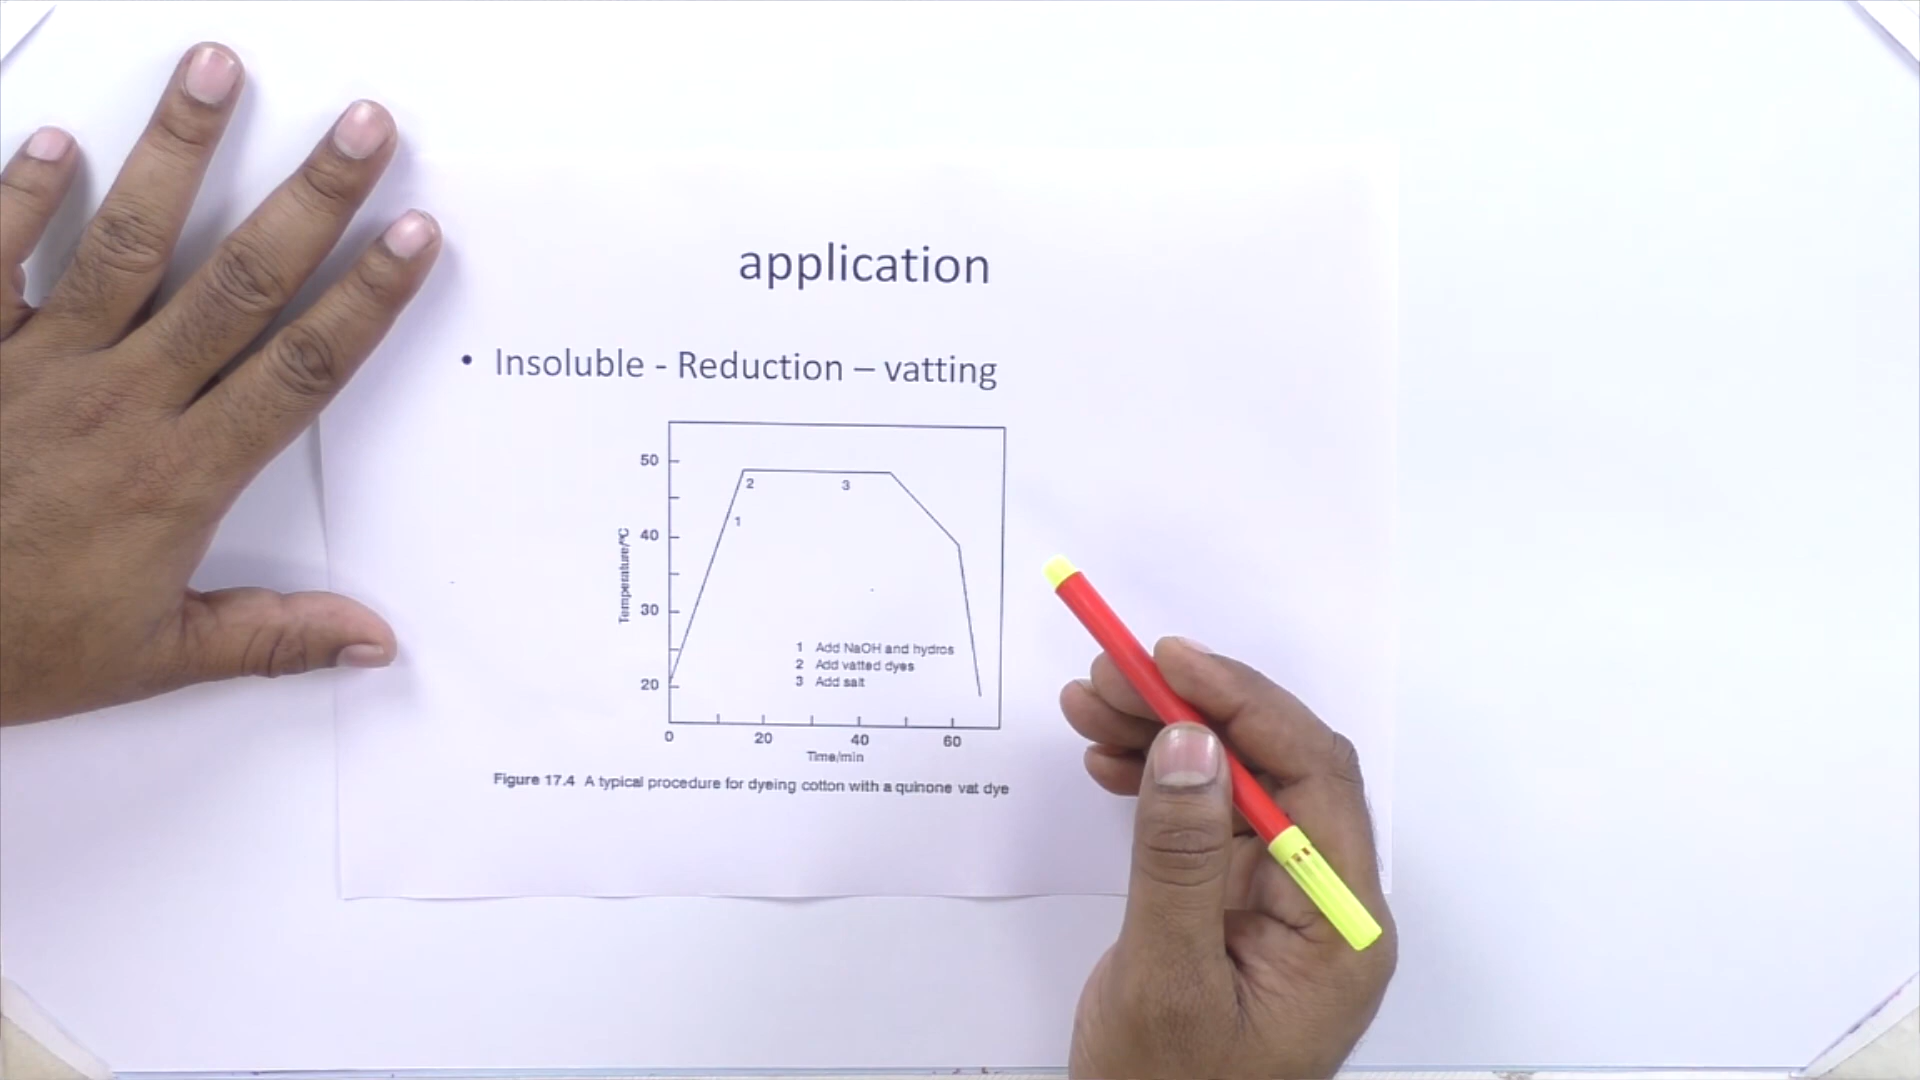 application
• Insoluble - Reduction – vatting
50
40
30
20
Temperature/°C
2
3
1
1 Add NaOH and hydros
2 Add vatted dyes
3 Add salt
0 20 40 60
Time/min
Figure 17.4 A typical procedure for dyeing cotton with a quinone vat dye